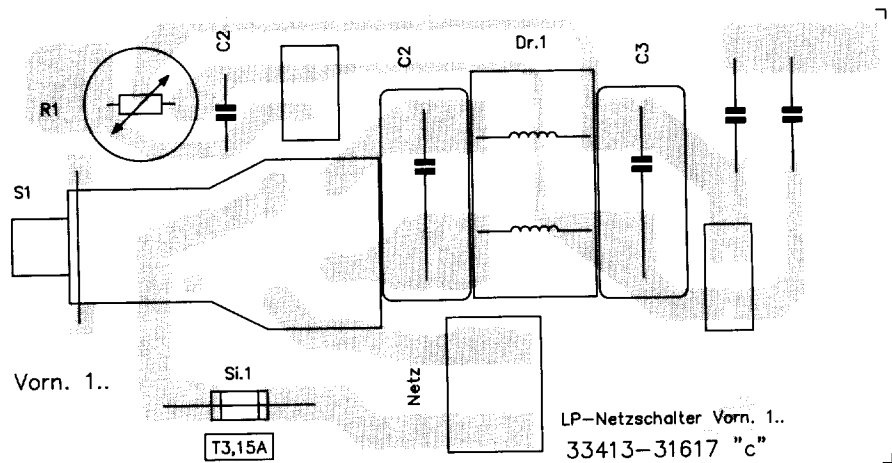 C2
C2
Dr.1
C3
R1
S1
Vorn. 1..
Si.1
T3,15A
Netz
LP-Netzschalter Vorn. 1..
33413-31617 "c"